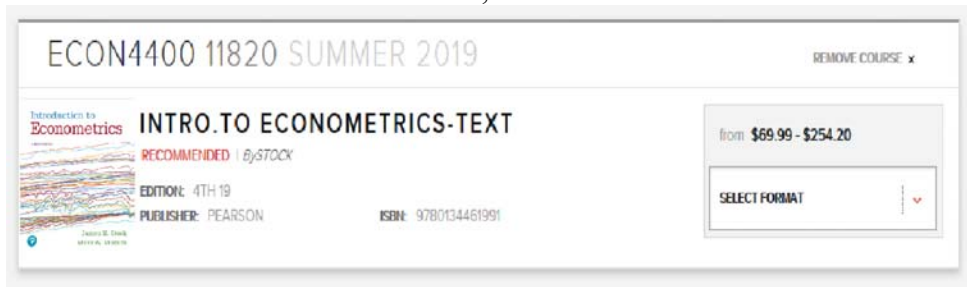 ECON4400 11820 SUMMER 2019
REMOVE COURSE x
Introduction to
Econometrics
INTRO.TO ECONOMETRICS-TEXT
RECOMMENDED | BySTOCK
EDITION: 4TH 19
PUBLISHER: PEARSON
ISBN: 9780134461991
from $69.99 - $254.20
SELECT FORMAT